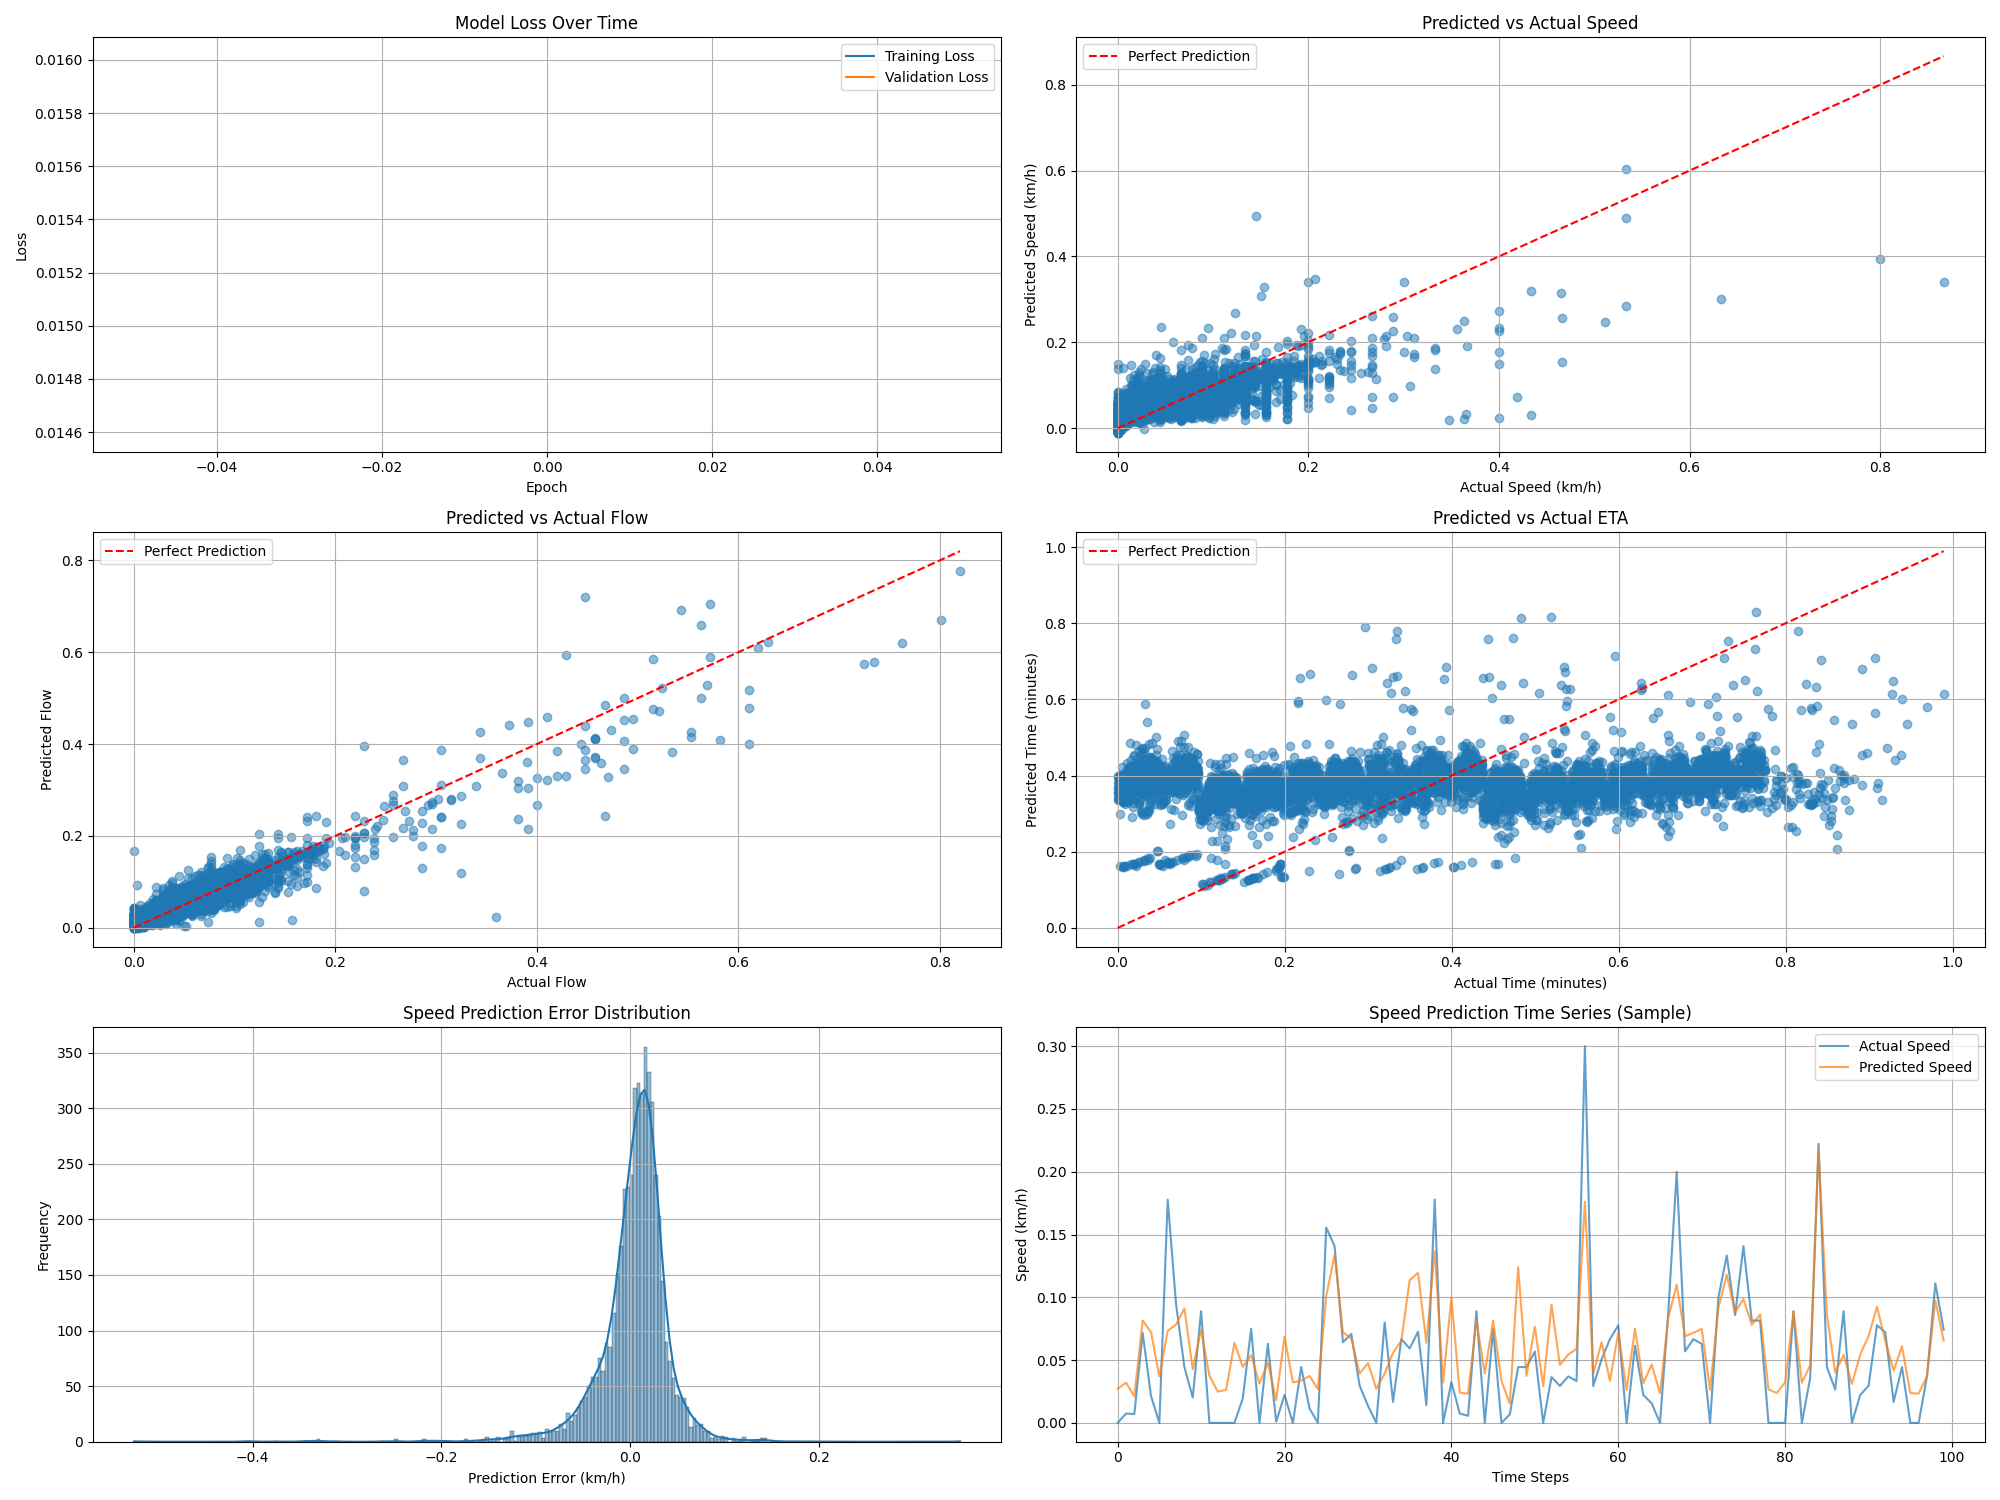 Model Loss Over Time
Training Loss
Validation Loss
0.0160
0.0158
0.0156
0.0154
0.0152
0.0150
0.0148
0.0146
Loss
−0.04
−0.02
0.00
0.02
0.04
Epoch
Predicted vs Actual Speed
Perfect Prediction
0.8
0.6
0.4
0.2
0.0
Predicted Speed (km/h)
0.0
0.2
0.4
0.6
0.8
Actual Speed (km/h)
Predicted vs Actual Flow
Perfect Prediction
0.8
0.6
0.4
0.2
0.0
Predicted Flow
0.0
0.2
0.4
0.6
0.8
Actual Flow
Predicted vs Actual ETA
Perfect Prediction
1.0
0.8
0.6
0.4
0.2
0.0
Predicted Time (minutes)
0.0
0.2
0.4
0.6
0.8
1.0
Actual Time (minutes)
Speed Prediction Error Distribution
350
300
250
200
150
100
50
0
Frequency
−0.4
−0.2
0.0
0.2
Prediction Error (km/h)
Speed Prediction Time Series (Sample)
Actual Speed
Predicted Speed
0.30
0.25
0.20
0.15
0.10
0.05
0.00
Speed (km/h)
0
20
40
60
80
100
Time Steps